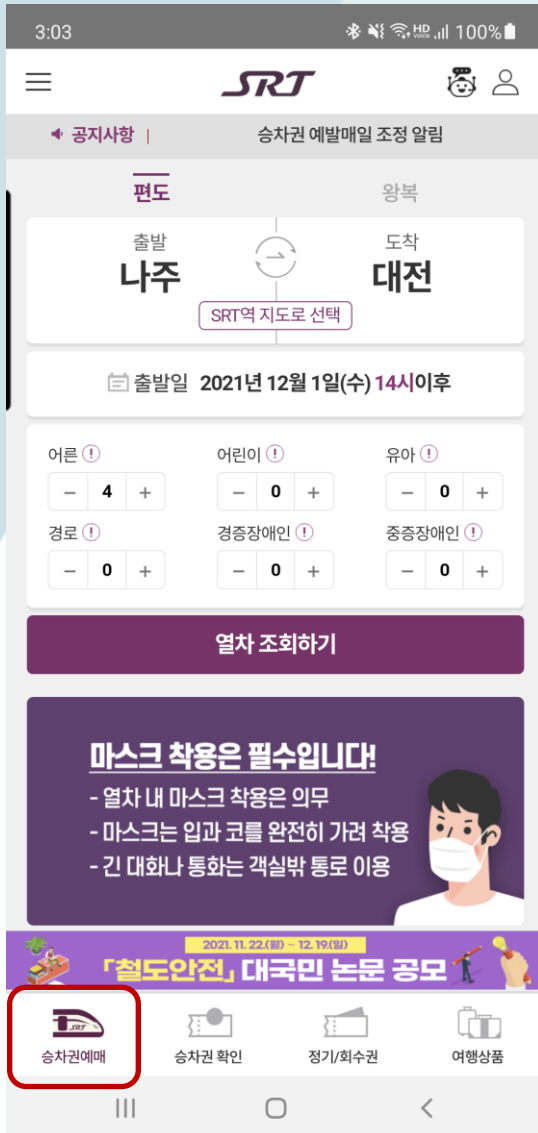 3:03 HD VOICE 100%
SRT
공지사항 | 승차권 예발매일 조정 알림
편도 왕복
출발 도착
나주 대전
SRT역 지도로 선택
출발일 2021년 12월 1일(수) 14시이후
어른 어린이 유아
− 4 + − 0 + − 0 +
경로 경증장애인 중증장애인
− 0 + − 0 + − 0 +
열차 조회하기
마스크 착용은 필수입니다!
- 열차 내 마스크 착용은 의무
- 마스크는 입과 코를 완전히 가려 착용
- 긴 대화나 통화는 객실밖 통로 이용
2021. 11. 22.(월) ~ 12. 19.(일)
「철도안전」 대국민 논문 공모
SRT
승차권예매 승차권 확인 정기/회수권 여행상품